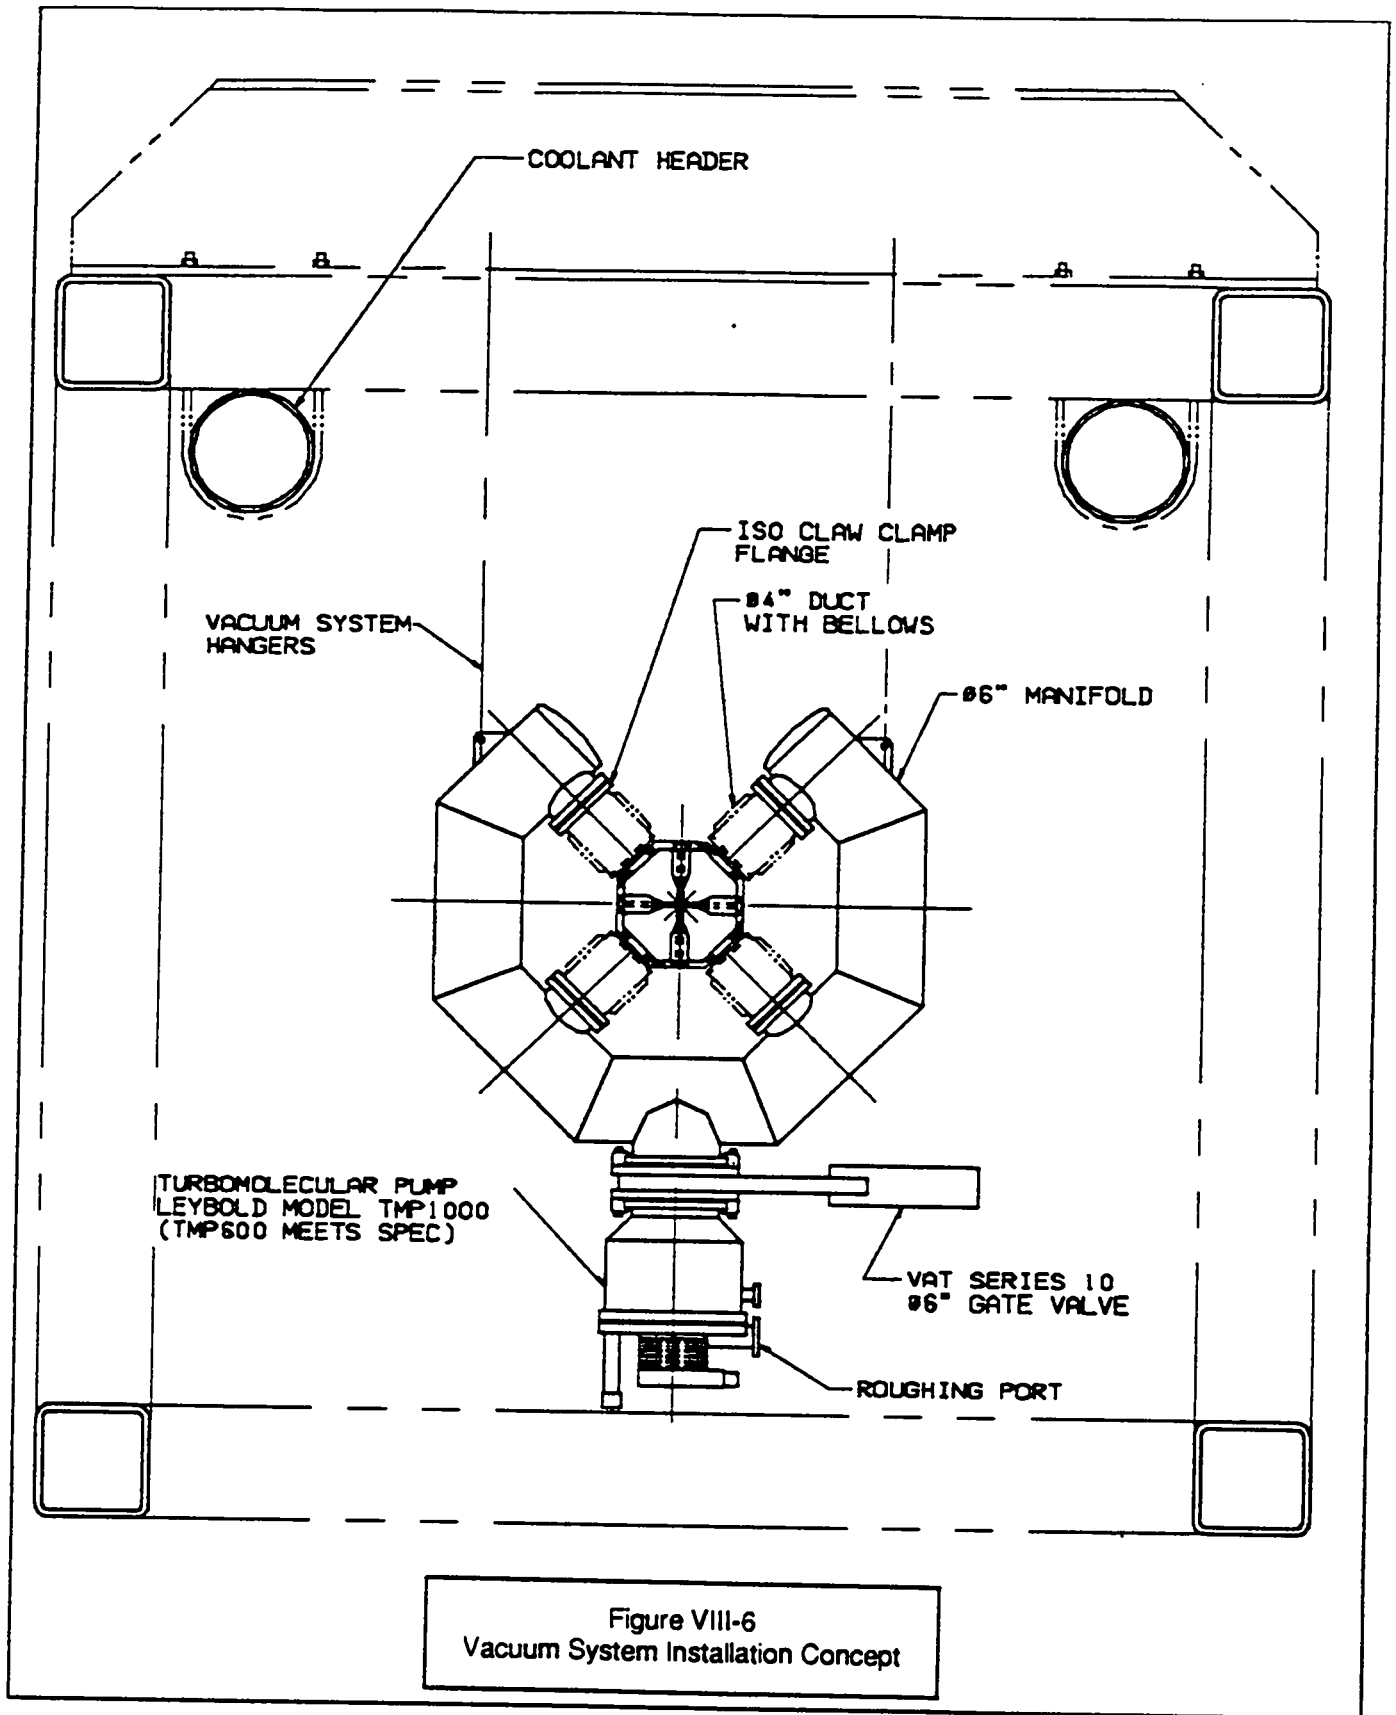 COOLANT HEADER
ISO CLAW CLAMP
FLANGE
ø4" DUCT
WITH BELLOWS
VACUUM SYSTEM
HANGERS
ø6" MANIFOLD
TURBOMOLECULAR PUMP
LEYBOLD MODEL TMP1000
(TMP600 MEETS SPEC)
VAT SERIES 10
ø6" GATE VALVE
ROUGHING PORT
Figure VIII-6
Vacuum System Installation Concept